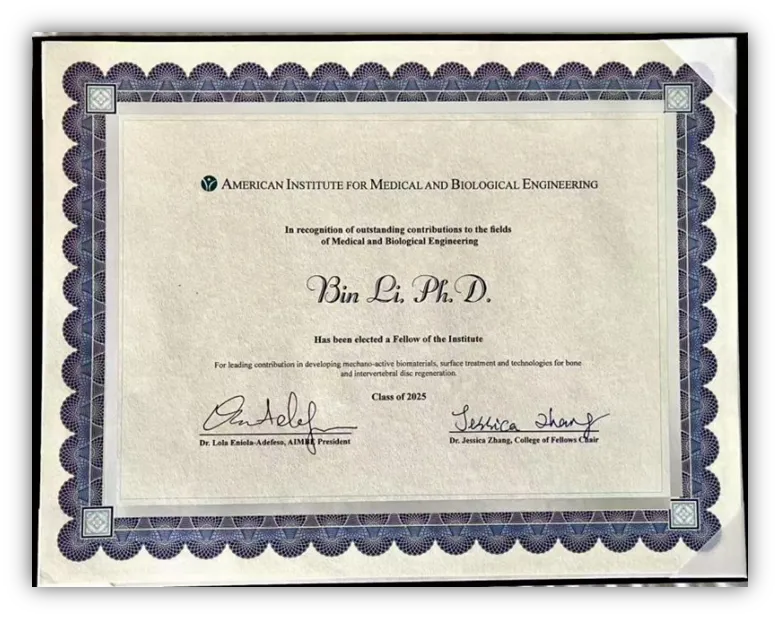 AMERICAN INSTITUTE FOR MEDICAL AND BIOLOGICAL ENGINEERING
In recognition of outstanding contributions to the fields
of Medical and Biological Engineering
Bin Li, Ph.D.
Has been elected a Fellow of the Institute
For leading contribution in developing mechano-active biomaterials, surface treatment and technologies for bone
and intervertebral disc regeneration.
Class of 2025
Jessica Zhang
Dr. Lola Eniola-Adefeso, AIMBE President
Dr. Jessica Zhang, College of Fellows Chair